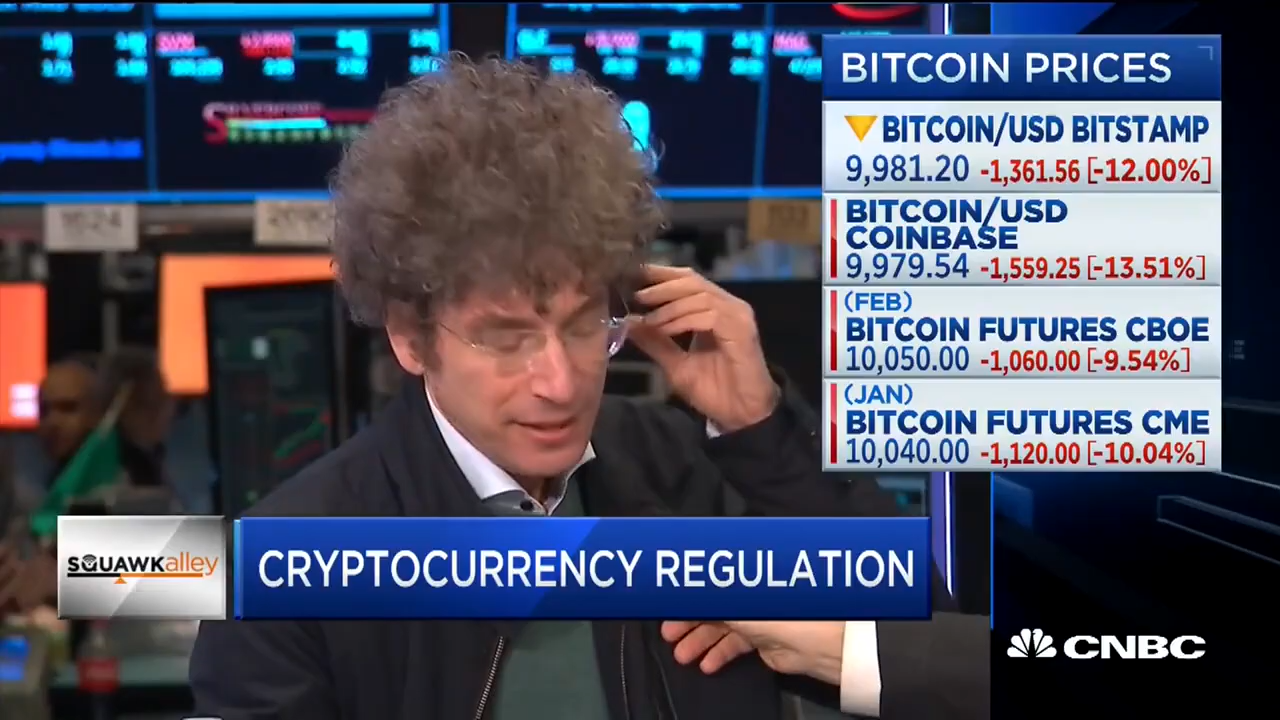 BITCOIN PRICES
BITCOIN/USD BITSTAMP
9,981.20 -1,361.56 [-12.00%]
BITCOIN/USD
COINBASE
9,979.54 -1,559.25 [-13.51%]
(FEB)
BITCOIN FUTURES CBOE
10,050.00 -1,060.00 [-9.54%]
(JAN)
BITCOIN FUTURES CME
10,040.00 -1,120.00 [-10.04%]
SQUAWKalley
CRYPTOCURRENCY REGULATION
CNBC